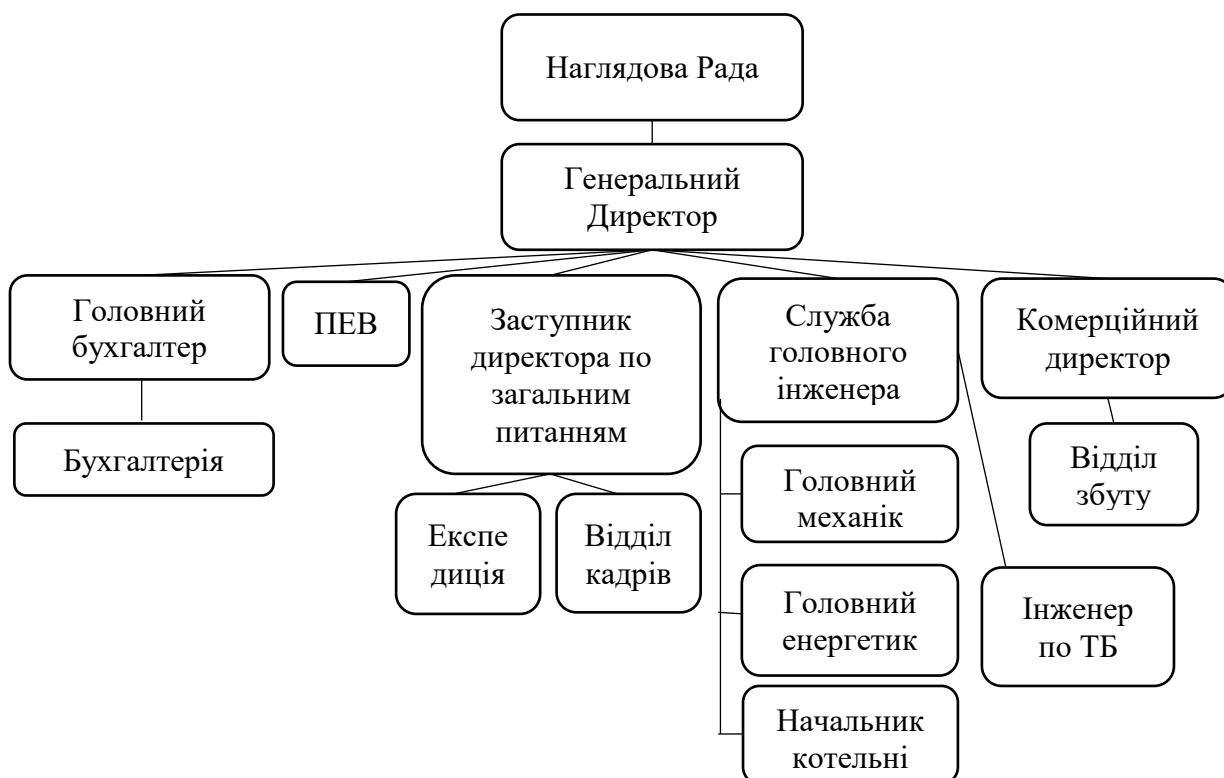 Наглядова Рада
Генеральний
Директор
Головний
бухгалтер
ПЕВ
Заступник
директора по
загальним
питанням
Служба
головного
інженера
Комерційний
директор
Бухгалтерія
Експе
диція
Відділ
кадрів
Головний
механік
Головний
енергетик
Начальник
котельні
Інженер
по ТБ
Відділ
збуту